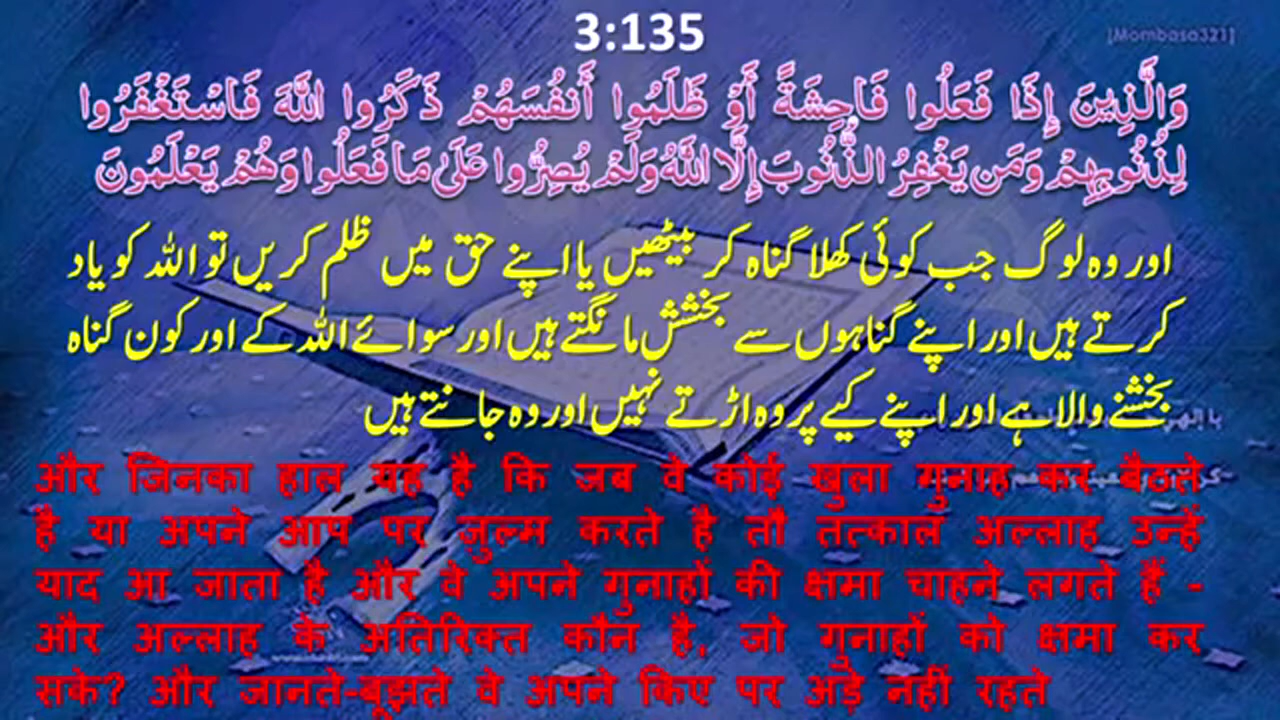 3:135
[Mombasa321]
وَالَّذِينَ إِذَا فَعَلُوا فَاحِشَةً أَوْ ظَلَمُوا أَنفُسَهُمْ ذَكَرُوا اللَّهَ فَاسْتَغْفَرُوا
لِذُنُوبِهِمْ وَمَن يَغْفِرُ الذُّنُوبَ إِلَّا اللَّهُ وَلَمْ يُصِرُّوا عَلَىٰ مَا فَعَلُوا وَهُمْ يَعْلَمُونَ
اور وہ لوگ جب کوئی کھلا گناہ کر بیٹھیں یا اپنے حق میں ظلم کریں تو اللہ کو یاد
کرتے ہیں اور اپنے گناہوں سے بخشش مانگتے ہیں اور سوائے اللہ کے اور کون گناہ
بخشنے والا ہے اور اپنے کیے پر وہ اڑتے نہیں اور وہ جانتے ہیں
और जिनका हाल यह है कि जब वे कोई खुला गुनाह कर बैठते
है या अपने आप पर ज़ुल्म करते है तौ तत्काल अल्लाह उन्हें
याद आ जाता है और वे अपने गुनाहों की क्षमा चाहने लगते हैं -
और अल्लाह के अतिरिक्त कौन है, जो गुनाहों को क्षमा कर
सके? और जानते-बूझते वे अपने किए पर अड़े नहीं रहते